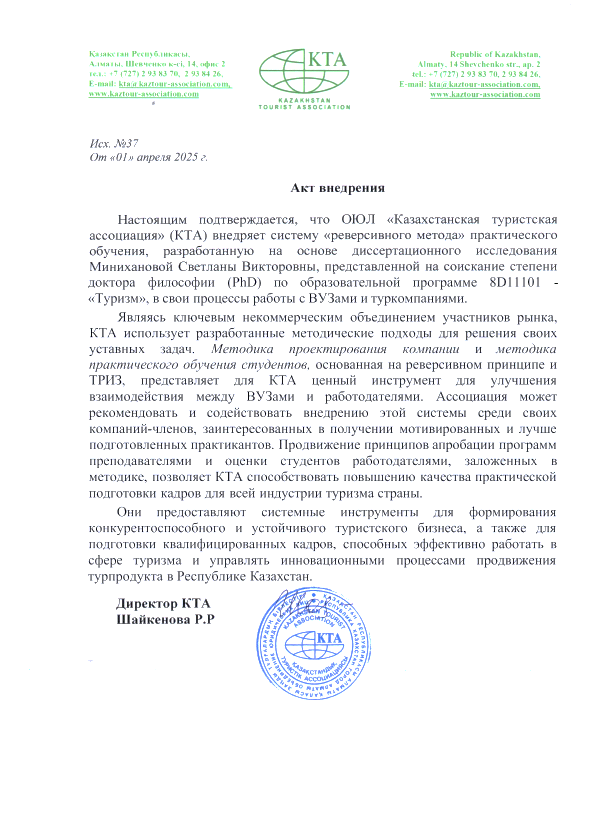 Қазақстан Республикасы,
Алматы, Шевченко к-сі, 14, офис 2
тел.: +7 (727) 2 93 83 70, 2 93 84 26,
E-mail: kta@kaztour-association.com,
www.kaztour-association.com
KTA
KAZAKHSTAN
TOURIST ASSOCIATION
Republic of Kazakhstan,
Almaty, 14 Shevchenko str., ap. 2
tel.: +7 (727) 2 93 83 70, 2 93 84 26,
E-mail: kta@kaztour-association.com,
www.kaztour-association.com
Исх. №37
От «01» апреля 2025 г.
Акт внедрения
Настоящим подтверждается, что ОЮЛ «Казахстанская туристская
ассоциация» (КТА) внедряет систему «реверсивного метода» практического
обучения, разработанную на основе диссертационного исследования
Минихановой Светланы Викторовны, представленной на соискание степени
доктора философии (PhD) по образовательной программе 8D11101 -
«Туризм», в свои процессы работы с ВУЗами и туркомпаниями.
Являясь ключевым некоммерческим объединением участников рынка,
КТА использует разработанные методические подходы для решения своих
уставных задач. Методика проектирования компании и методика
практического обучения студентов, основанная на реверсивном принципе и
ТРИЗ, представляет для КТА ценный инструмент для улучшения
взаимодействия между ВУЗами и работодателями. Ассоциация может
рекомендовать и содействовать внедрению этой системы среди своих
компаний-членов, заинтересованных в получении мотивированных и лучше
подготовленных практикантов. Продвижение принципов апробации программ
преподавателями и оценки студентов работодателями, заложенных в
методике, позволяет КТА способствовать повышению качества практической
подготовки кадров для всей индустрии туризма страны.
Они предоставляют системные инструменты для формирования
конкурентоспособного и устойчивого туристского бизнеса, а также для
подготовки квалифицированных кадров, способных эффективно работать в
сфере туризма и управлять инновационными процессами продвижения
турпродукта в Республике Казахстан.
Директор КТА
Шайкенова Р.Р
KAZAKHSTAN TOURIST
ASSOCIATION
KTA
ҚАЗАҚСТАНДЫҚ
ТУРИСТІК АССОЦИАЦИЯСЫ